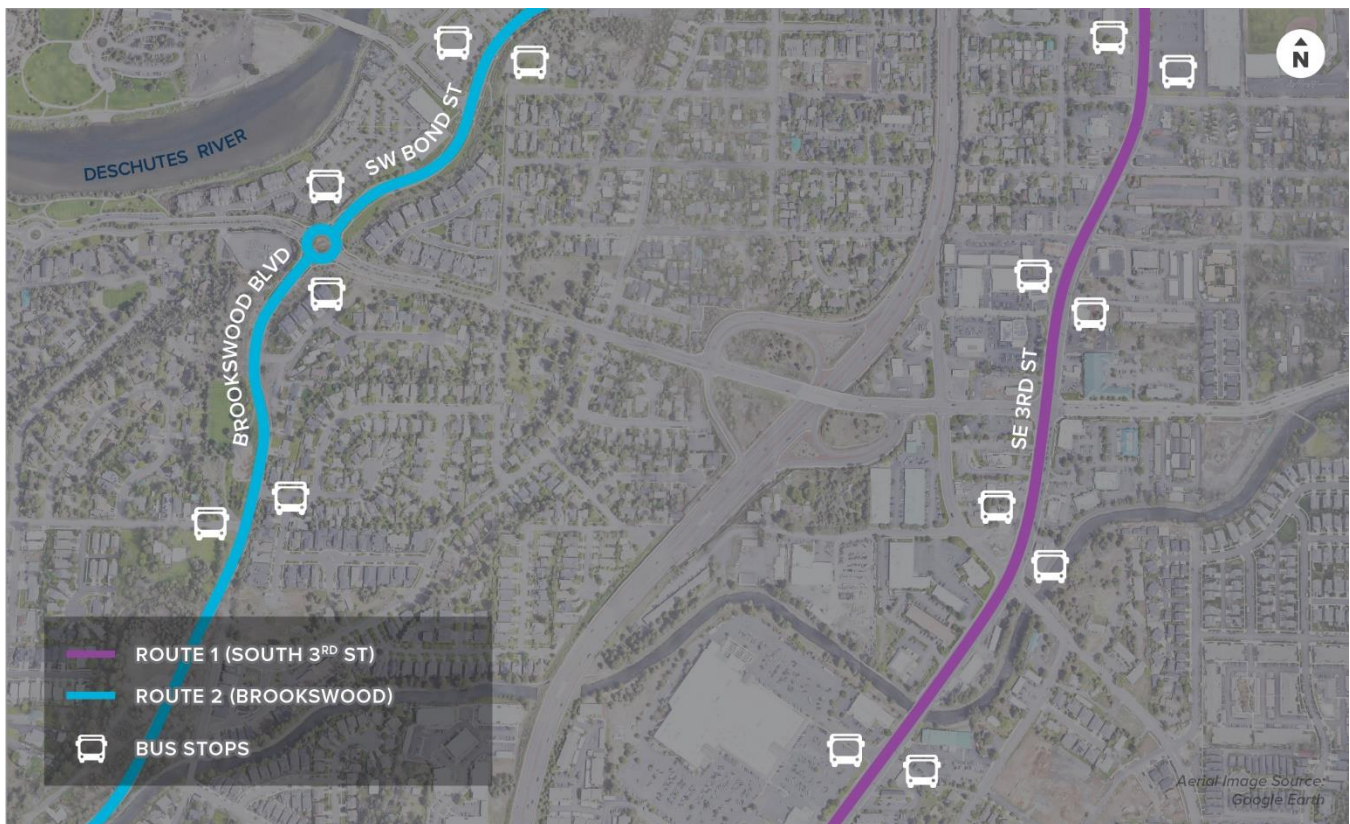 N
SW BOND ST
DESCHUTES RIVER
BROOKSWOOD BLVD
SE 3RD ST
ROUTE 1 (SOUTH 3RD ST)
ROUTE 2 (BROOKSWOOD)
BUS STOPS
Aerial Image Source:
Google Earth